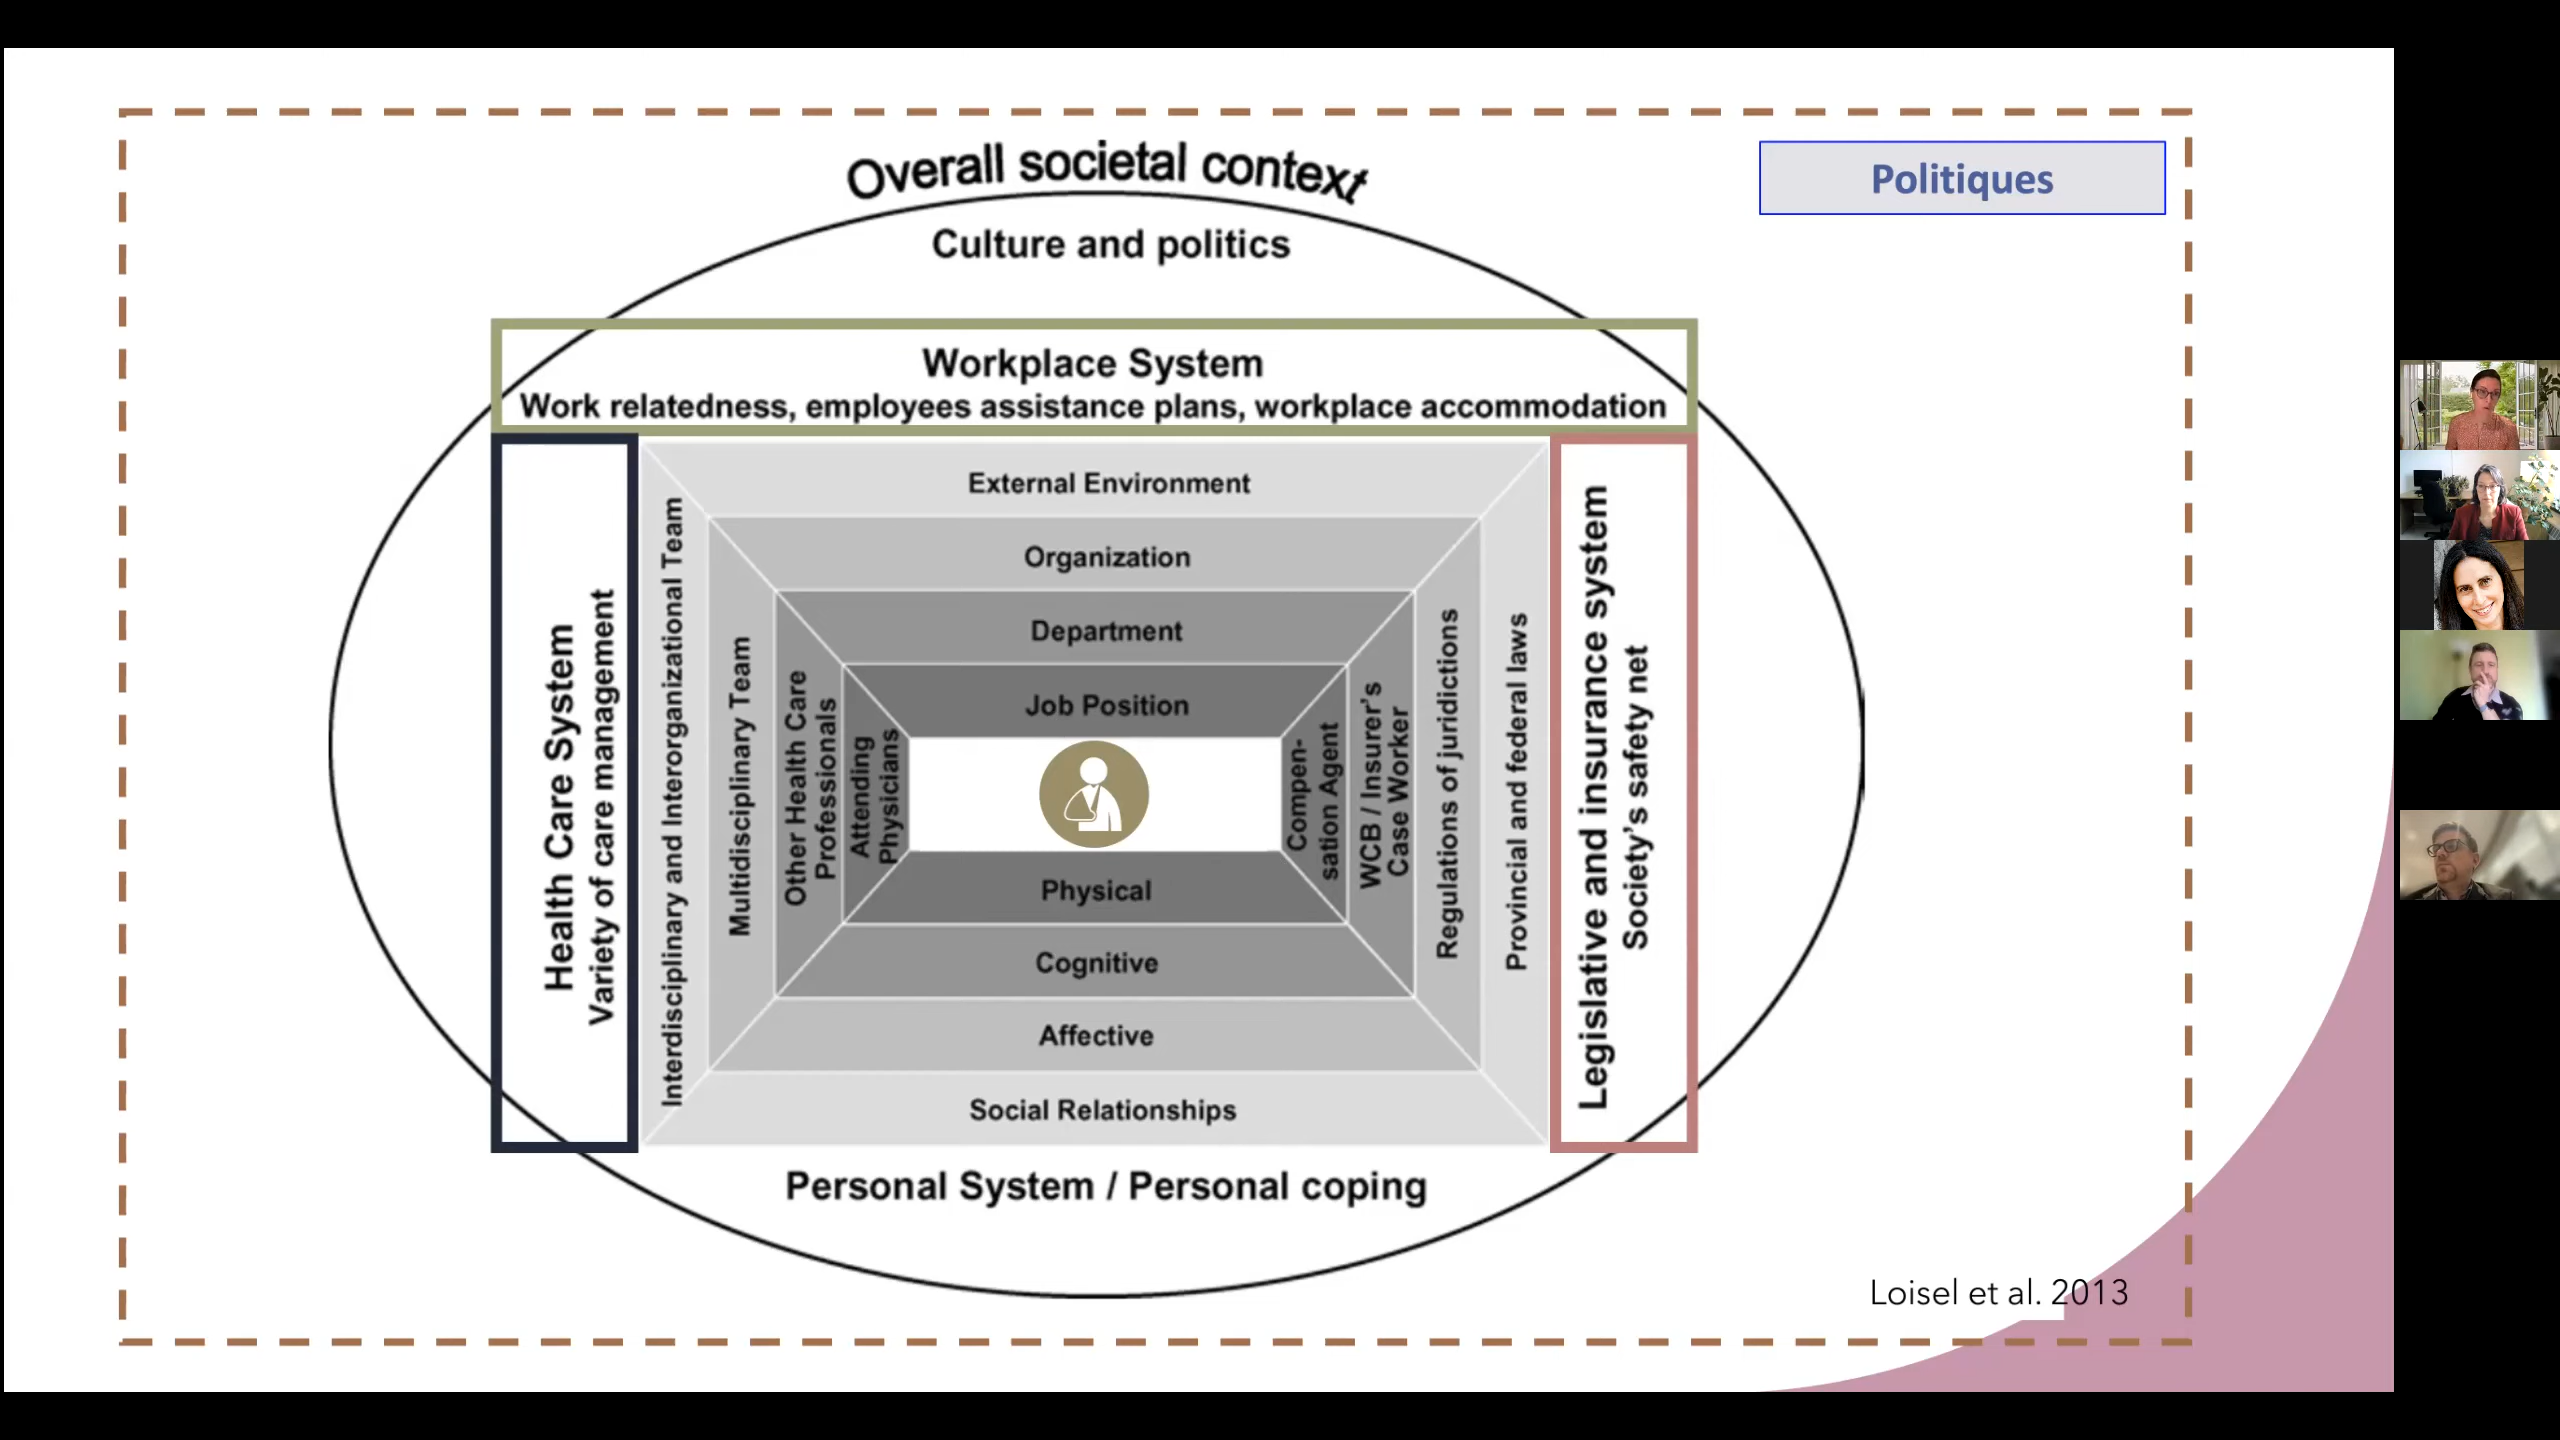 Overall societal context
Politiques
Culture and politics
Workplace System
Work relatedness, employees assistance plans, workplace accommodation
Health Care System
Variety of care management
Interdisciplinary and Interorganizational Team
Multidisciplinary Team
Other Health Care
Professionals
Attending
Physicians
External Environment
Organization
Department
Job Position
Physical
Cognitive
Affective
Social Relationships
Compen-
sation Agent
WCB / Insurer's
Case Worker
Regulations of juridictions
Provincial and federal laws
Legislative and insurance system
Society's safety net
Personal System / Personal coping
Loisel et al. 2013